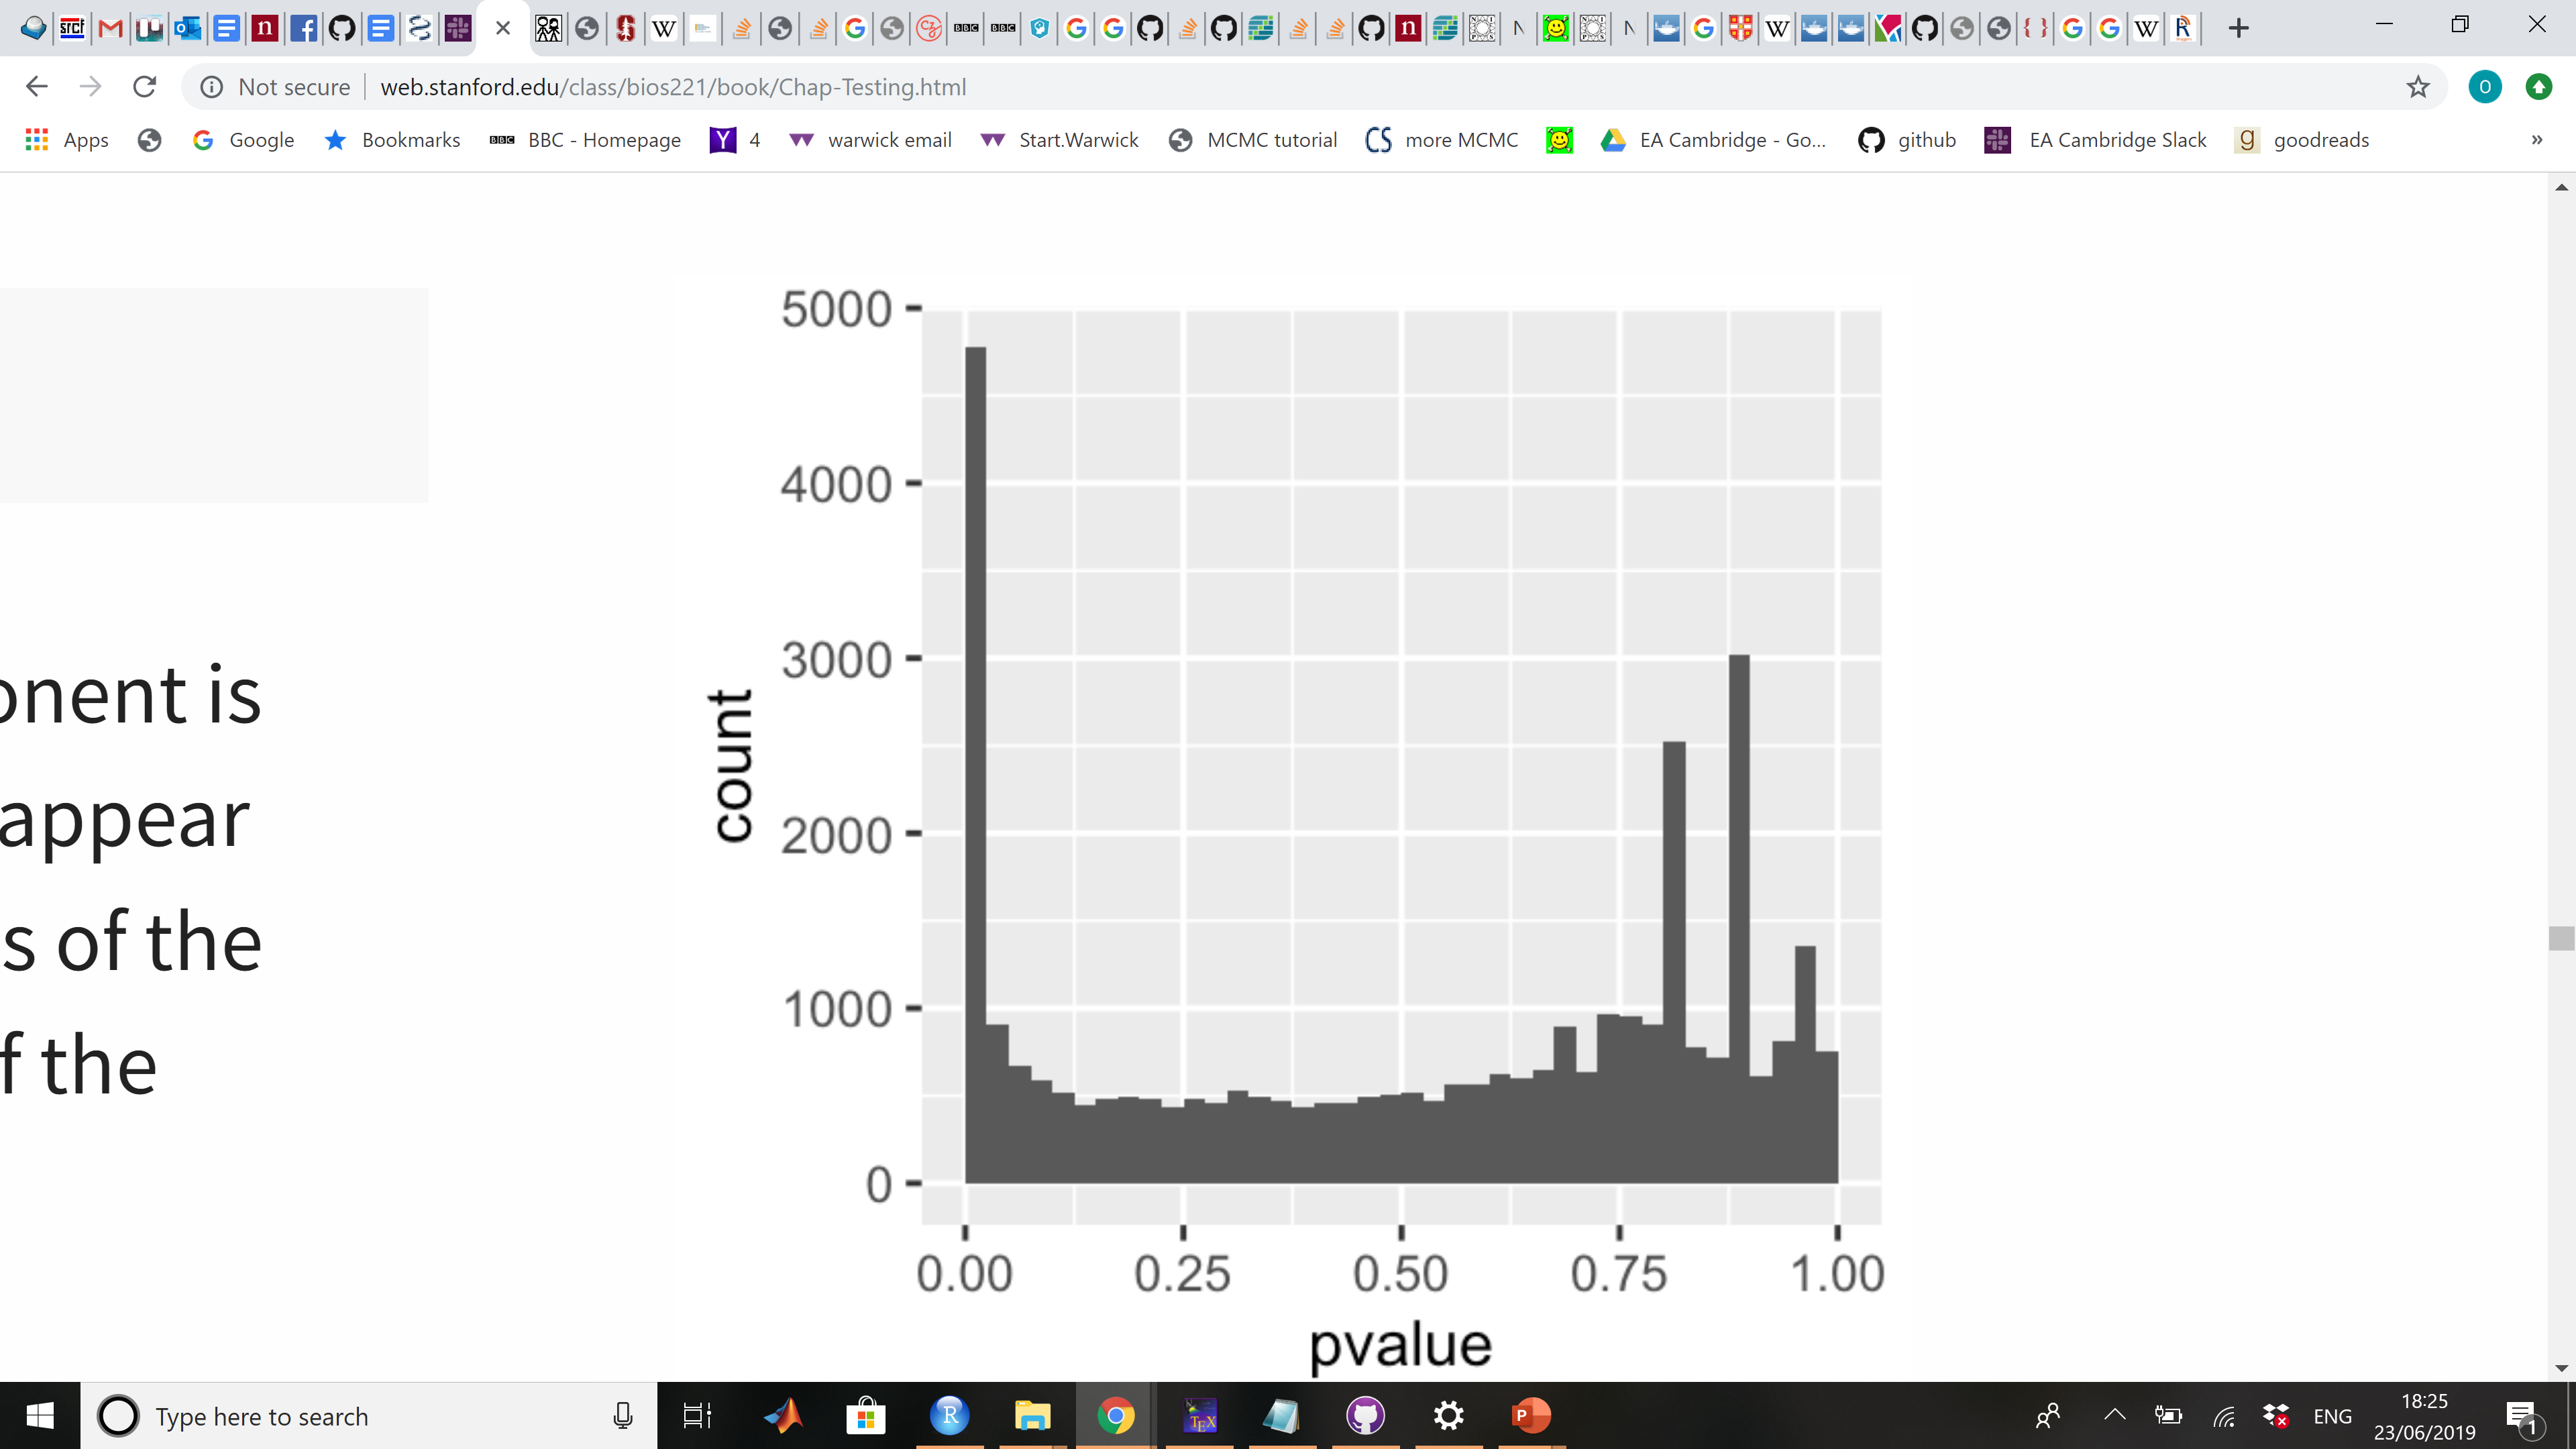 Not secure web.stanford.edu/class/bios221/book/Chap-Testing.html
Apps Google Bookmarks BBC - Homepage 4 warwick email Start.Warwick MCMC tutorial more MCMC EA Cambridge - Go... github EA Cambridge Slack goodreads »
onent is
appear
s of the
f the
5000
4000
3000
2000
1000
0
count
0.00 0.25 0.50 0.75 1.00
pvalue
Type here to search
ENG
18:25
23/06/2019
1